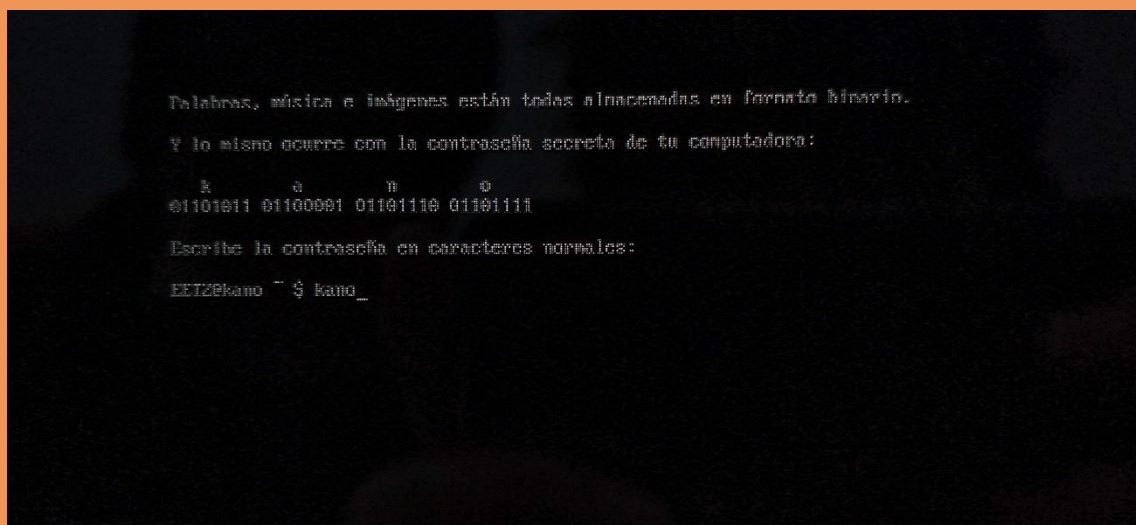 Palabras, música e imágenes están todas almacenadas en formato binario.
Y lo mismo ocurre con la contraseña secreta de tu computadora:
k a n o
01101011 01100001 01101110 01101111
Escribe la contraseña en caracteres normales:
EETZ@kano ~ $ kano_